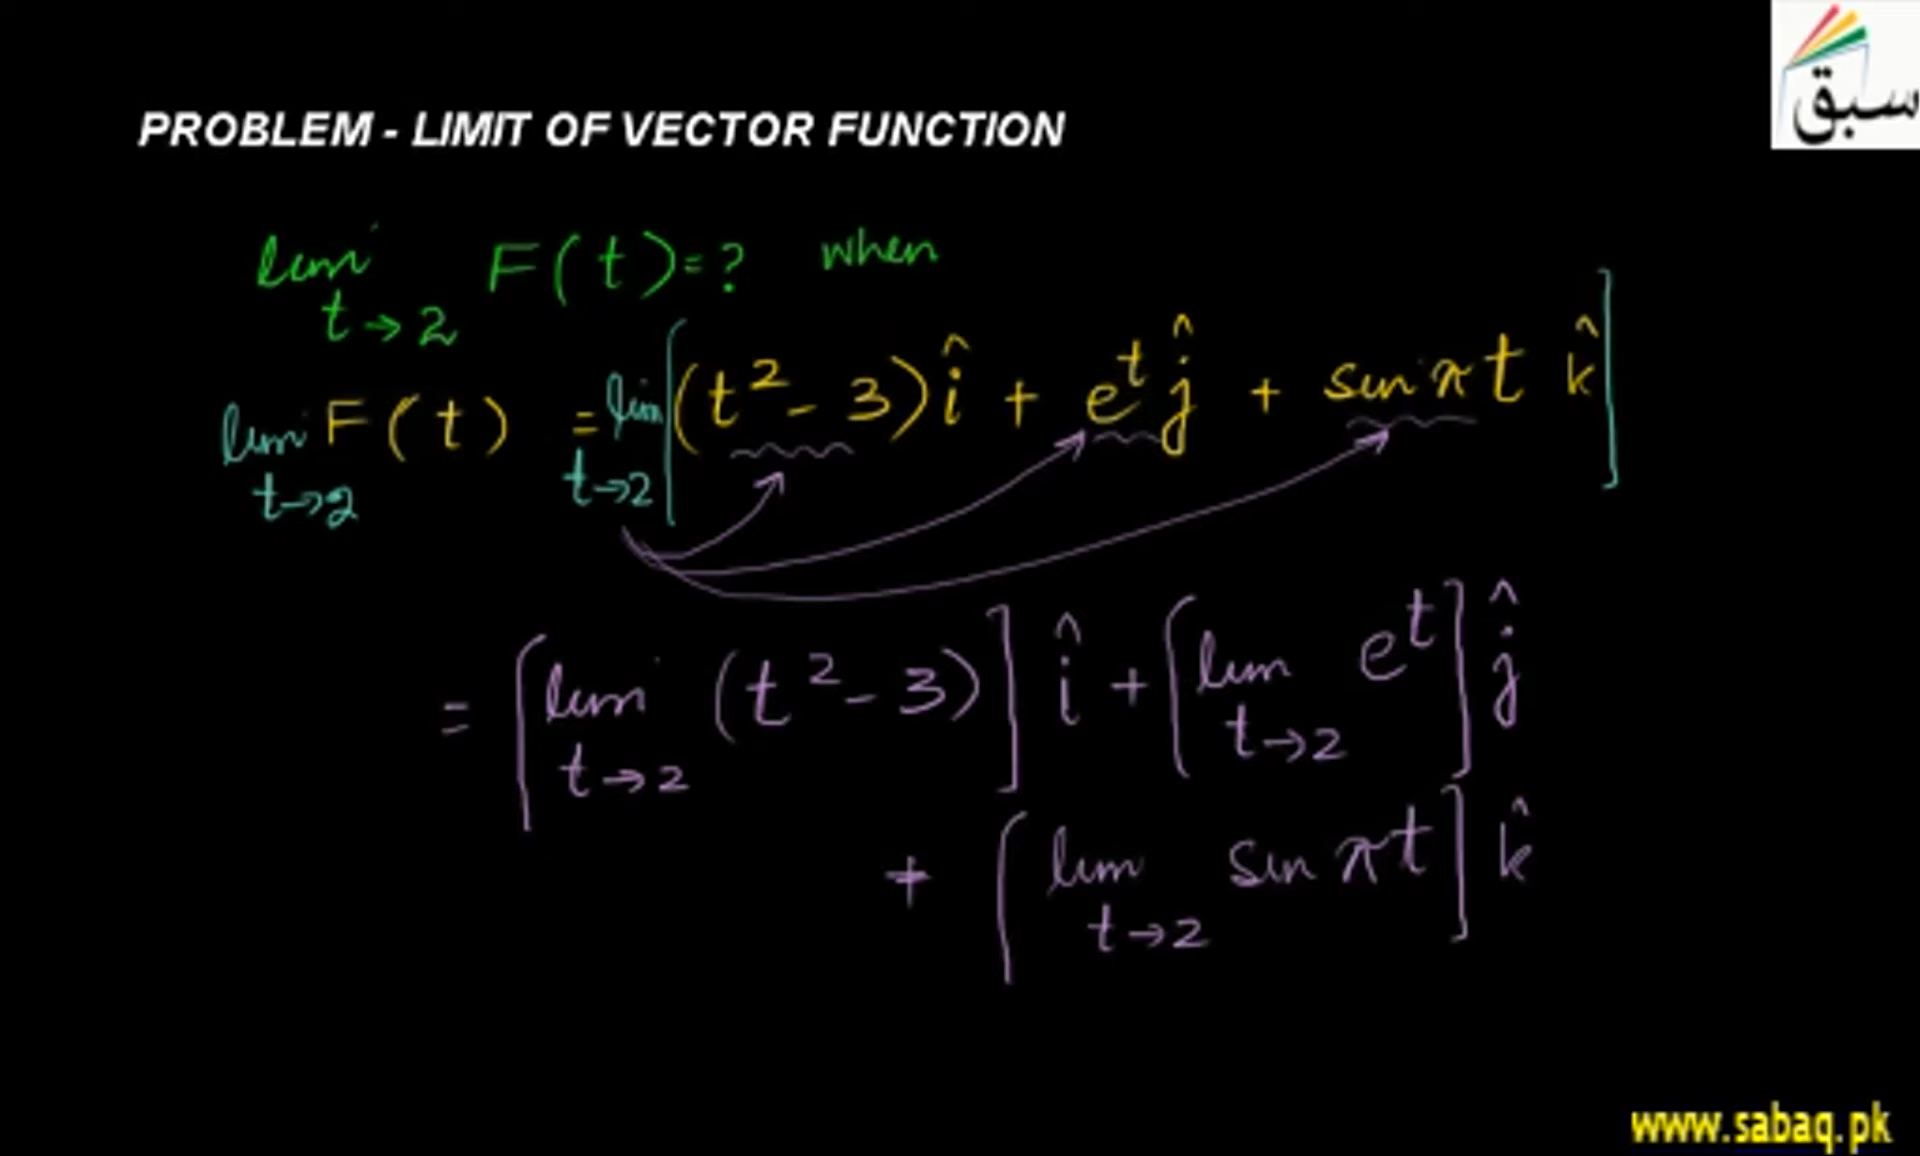 سبق
PROBLEM - LIMIT OF VECTOR FUNCTION
lim F(t) = ? when
t→2
lim F(t) = lim [(t² - 3) î + eᵗ ĵ + sin πt k̂]
t→2 t→2
= [lim (t² - 3)] î + [lim eᵗ] ĵ
t→2 t→2
+ [lim sin πt] k̂
t→2
www.sabaq.pk